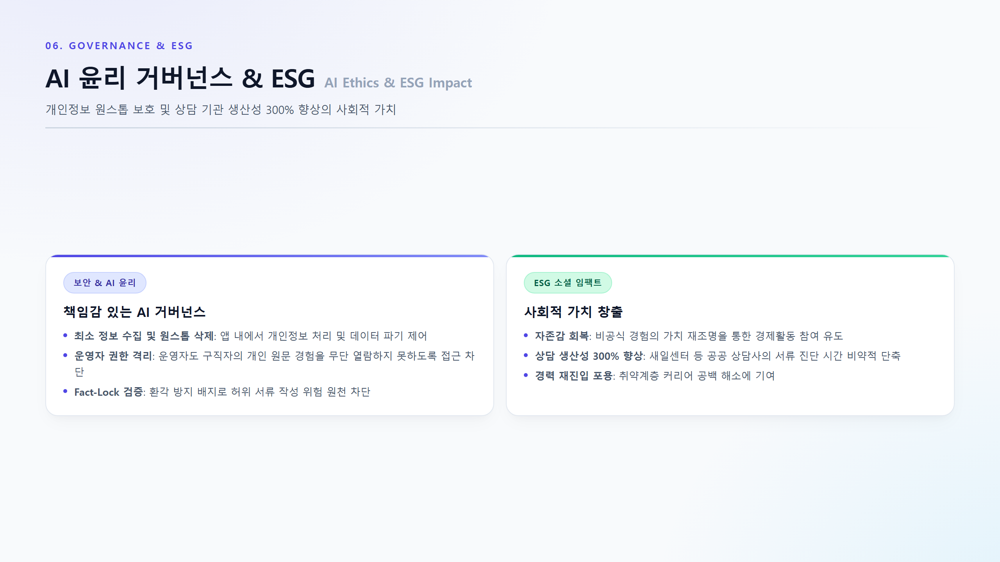 06. GOVERNANCE & ESG
AI 윤리 거버넌스 & ESG AI Ethics & ESG Impact
개인정보 원스톱 보호 및 상담 기관 생산성 300% 향상의 사회적 가치
보안 & AI 윤리
책임감 있는 AI 거버넌스
최소 정보 수집 및 원스톱 삭제: 앱 내에서 개인정보 처리 및 데이터 파기 제어
운영자 권한 격리: 운영자도 구직자의 개인 원문 경험을 무단 열람하지 못하도록 접근 차
단
Fact-Lock 검증: 환각 방지 배지로 허위 서류 작성 위험 원천 차단
ESG 소셜 임팩트
사회적 가치 창출
자존감 회복: 비공식 경험의 가치 재조명을 통한 경제활동 참여 유도
상담 생산성 300% 향상: 새일센터 등 공공 상담사의 서류 진단 시간 비약적 단축
경력 재진입 포용: 취약계층 커리어 공백 해소에 기여